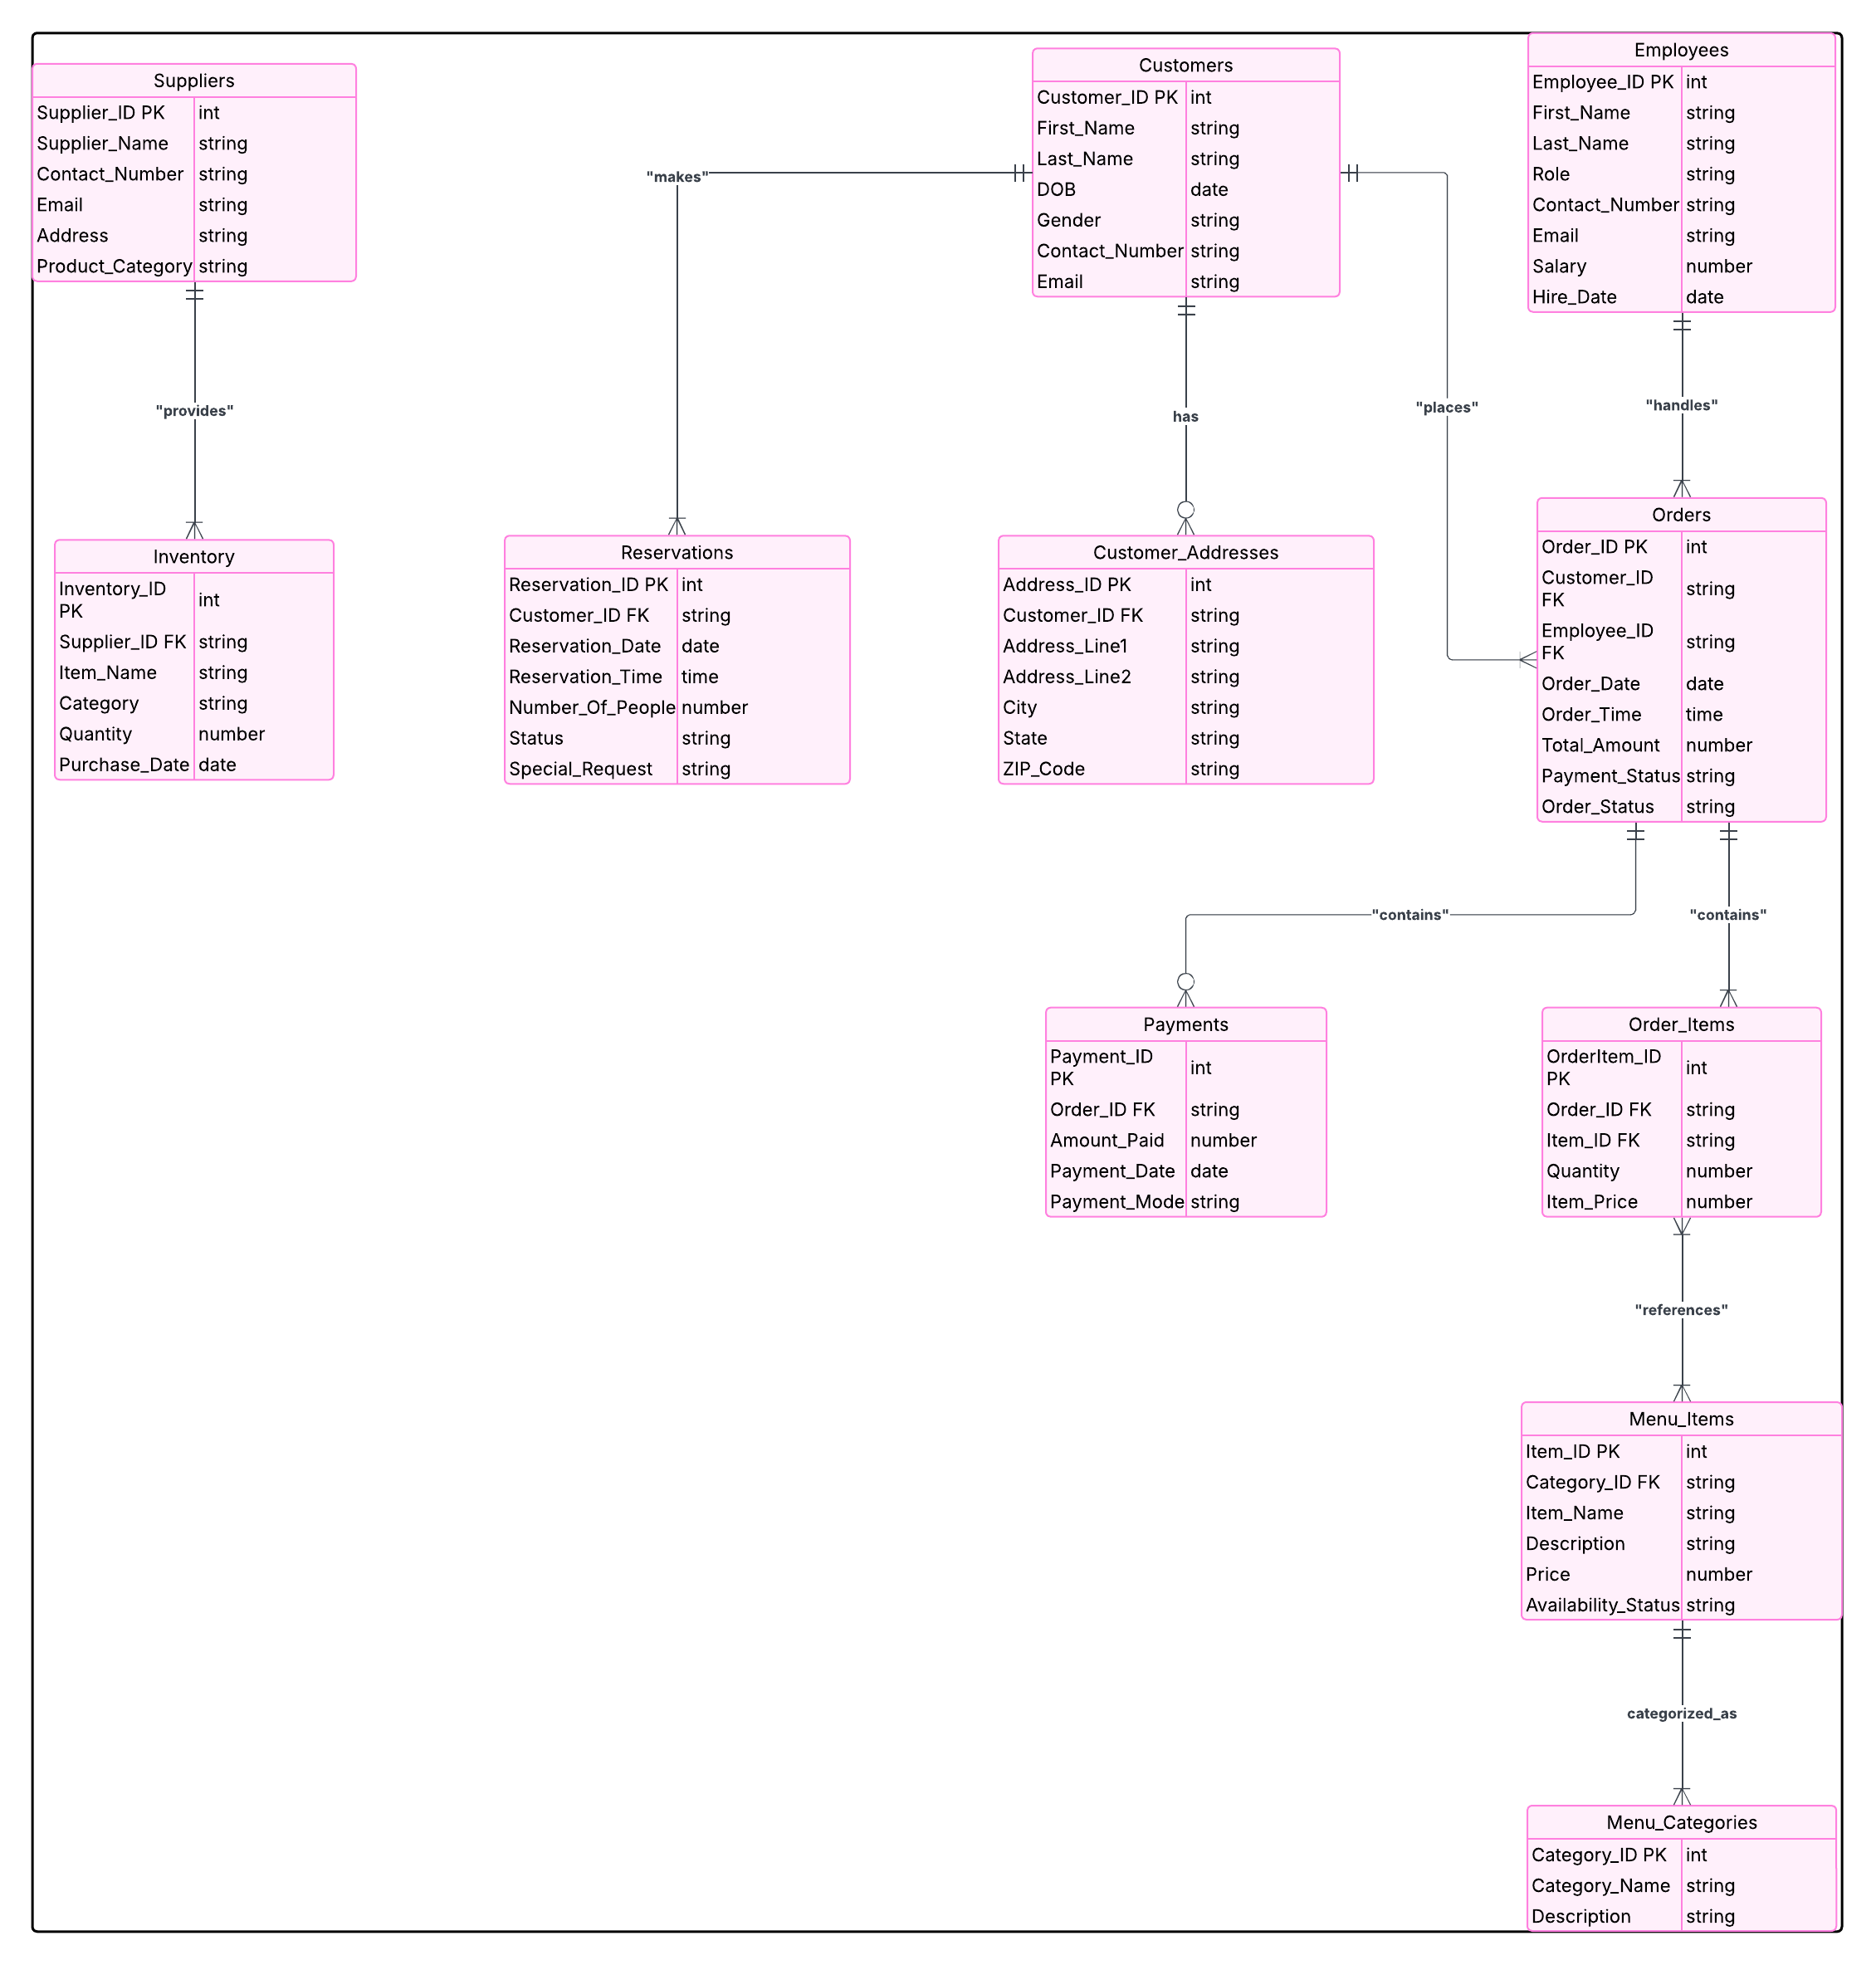 Suppliers
Supplier_ID PK int
Supplier_Name string
Contact_Number string
Email string
Address string
Product_Category string
Customers
Customer_ID PK int
First_Name string
Last_Name string
DOB date
Gender string
Contact_Number string
Email string
Employees
Employee_ID PK int
First_Name string
Last_Name string
Role string
Contact_Number string
Email string
Salary number
Hire_Date date
"makes"
"provides"
has
"places"
"handles"
Inventory
Inventory_ID
PK
int
Supplier_ID FK string
Item_Name string
Category string
Quantity number
Purchase_Date date
Reservations
Reservation_ID PK int
Customer_ID FK string
Reservation_Date date
Reservation_Time time
Number_Of_People number
Status string
Special_Request string
Customer_Addresses
Address_ID PK int
Customer_ID FK string
Address_Line1 string
Address_Line2 string
City string
State string
ZIP_Code string
Orders
Order_ID PK int
Customer_ID
FK
string
Employee_ID
FK
string
Order_Date date
Order_Time time
Total_Amount number
Payment_Status string
Order_Status string
"contains"
"contains"
Payments
Payment_ID
PK
int
Order_ID FK string
Amount_Paid number
Payment_Date date
Payment_Mode string
Order_Items
OrderItem_ID
PK
int
Order_ID FK string
Item_ID FK string
Quantity number
Item_Price number
"references"
Menu_Items
Item_ID PK int
Category_ID FK string
Item_Name string
Description string
Price number
Availability_Status string
categorized_as
Menu_Categories
Category_ID PK int
Category_Name string
Description string